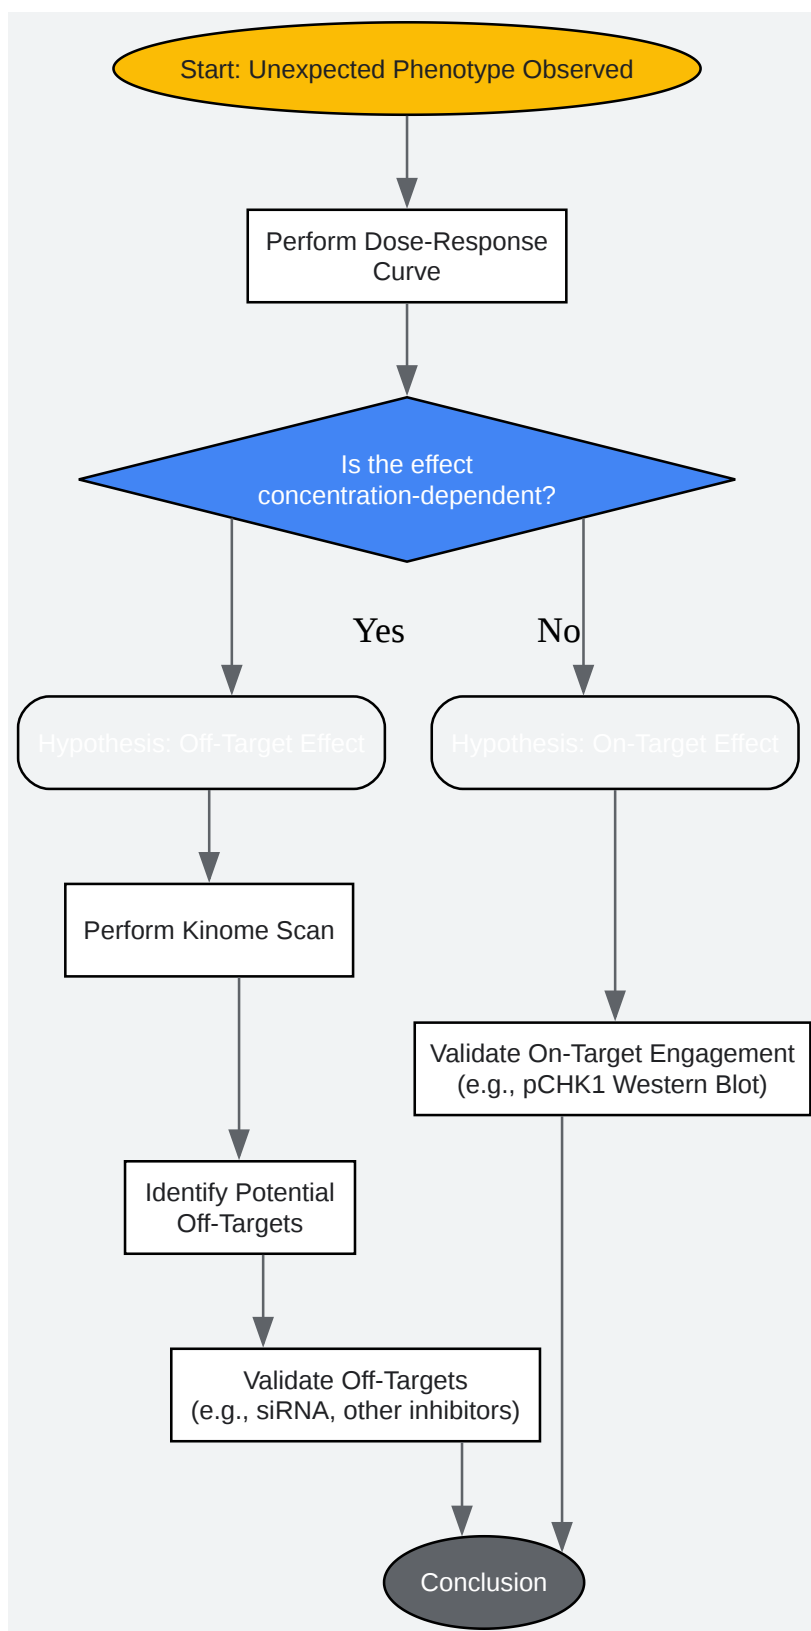 Start: Unexpected Phenotype Observed
Perform Dose-Response
Curve
Is the effect
concentration-dependent?
Yes
No
Hypothesis: Off-Target Effect
Hypothesis: On-Target Effect
Perform Kinome Scan
Validate On-Target Engagement
(e.g., pCHK1 Western Blot)
Identify Potential
Off-Targets
Validate Off-Targets
(e.g., siRNA, other inhibitors)
Conclusion